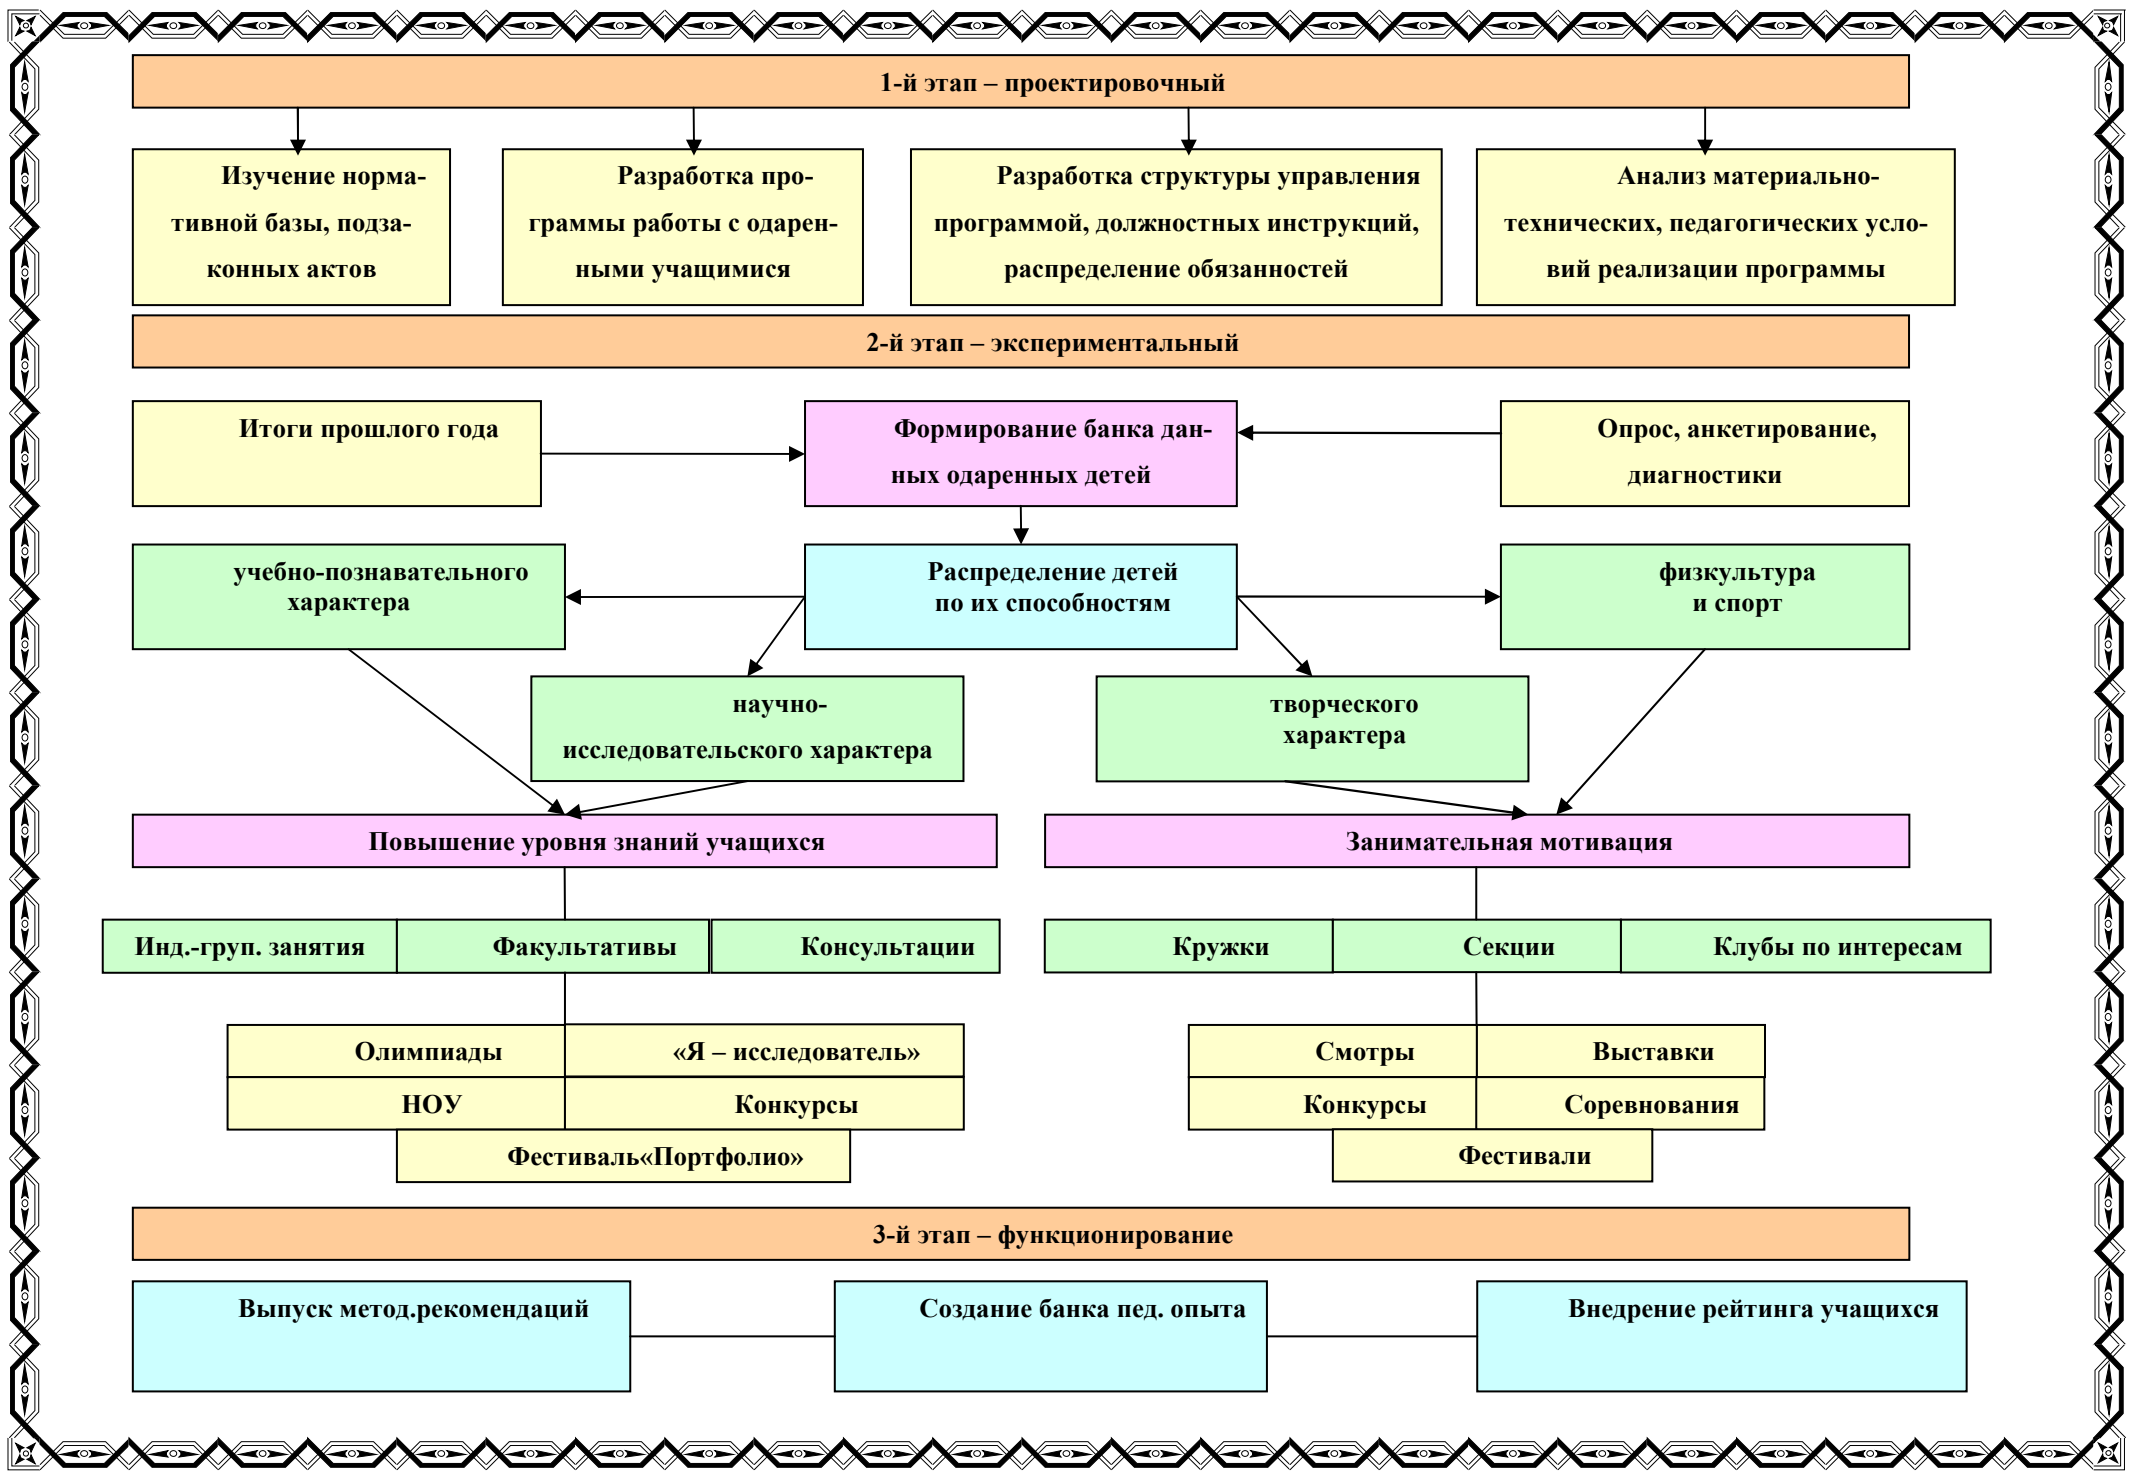 1-й этап – проектировочный
Изучение норма-
тивной базы, подза-
конных актов
Разработка про-
граммы работы с одарен-
ными учащимися
Разработка структуры управления
программой, должностных инструкций,
распределение обязанностей
Анализ материально-
технических, педагогических усло-
вий реализации программы
2-й этап – экспериментальный
Итоги прошлого года
Формирование банка дан-
ных одаренных детей
Опрос, анкетирование,
диагностики
учебно-познавательного
характера
Распределение детей
по их способностям
физкультура
и спорт
научно-
исследовательского характера
творческого
характера
Повышение уровня знаний учащихся
Занимательная мотивация
Инд.-груп. занятия
Факультативы
Консультации
Кружки
Секции
Клубы по интересам
Олимпиады
«Я – исследователь»
НОУ
Конкурсы
Фестиваль«Портфолио»
Смотры
Выставки
Конкурсы
Соревнования
Фестивали
3-й этап – функционирование
Выпуск метод.рекомендаций
Создание банка пед. опыта
Внедрение рейтинга учащихся